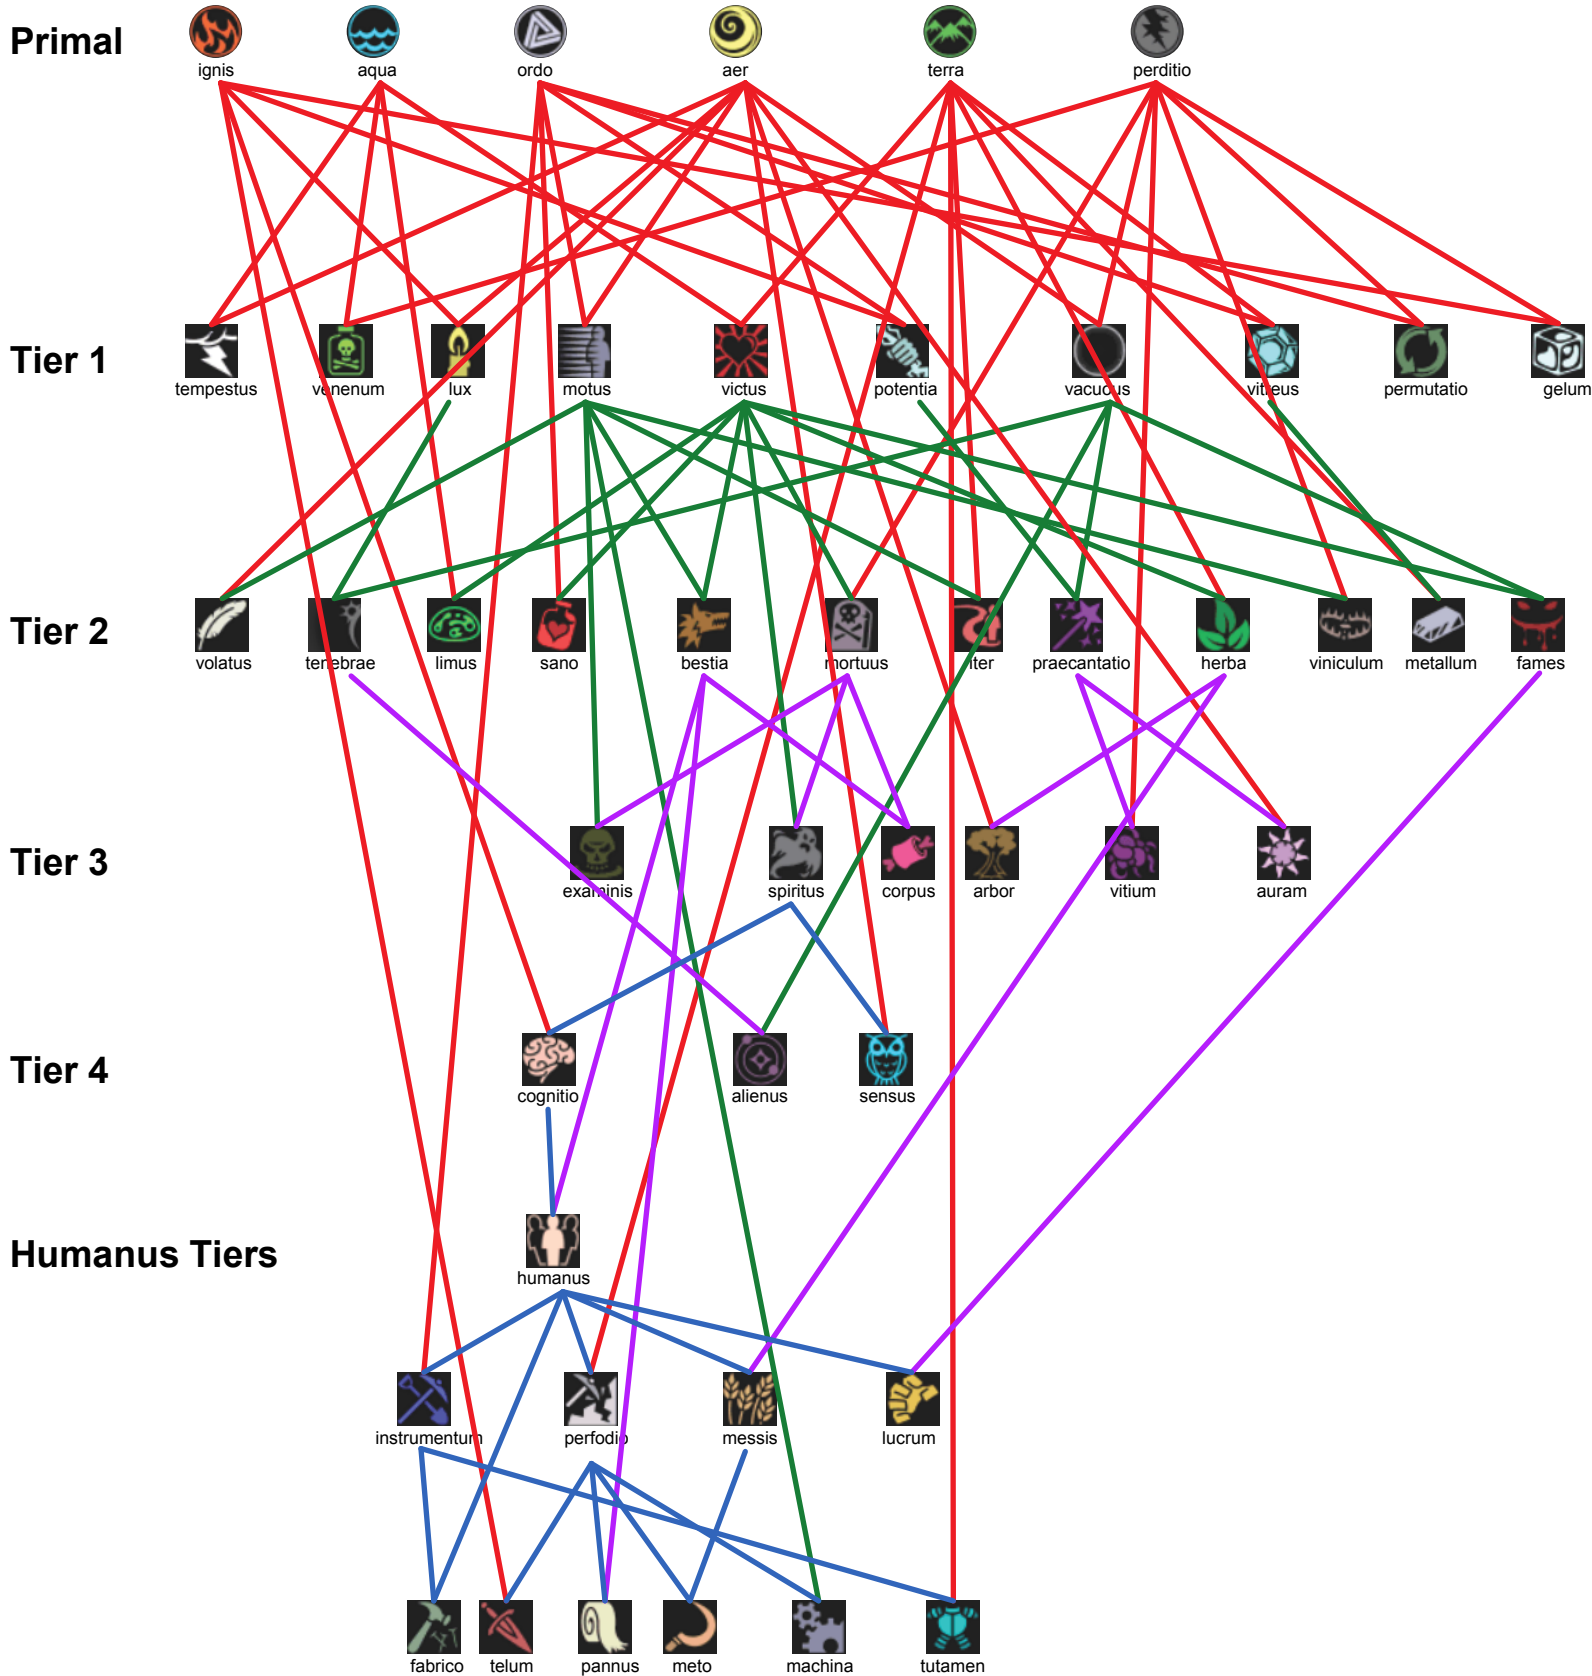 Primal
ignis aqua ordo aer terra perditio
Tier 1
tempestus venenum lux motus victus potentia vacuous vitreus permutatio gelum
Tier 2
volatus tenebrae limus sano bestia mortuus iter praecantatio herba viniculum metallum fames
Tier 3
examinis spiritus corpus arbor vitium auram
Tier 4
cognitio alienus sensus
Humanus Tiers
humanus
instrumentum perfodio messis lucrum
fabrico telum pannus meto machina tutamen